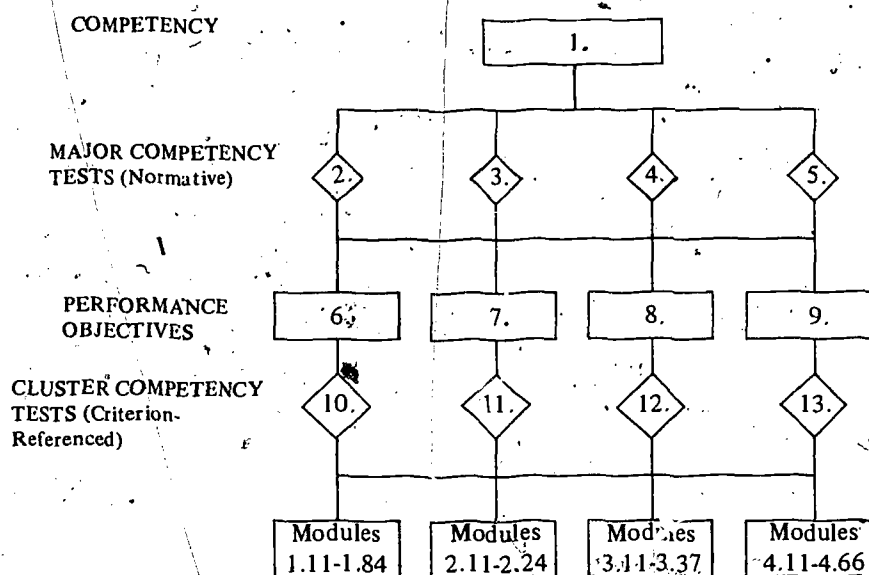 COMPETENCY
1.
MAJOR COMPETENCY
TESTS (Normative)
2. 3. 4. 5.
PERFORMANCE
OBJECTIVES
6. 7. 8. 9.
CLUSTER COMPETENCY
TESTS (Criterion-
Referenced)
10. 11. 12. 13.
Modules Modules Modules Modules
1.11-1.84 2.11-2.24 3.11-3.37 4.11-4.66